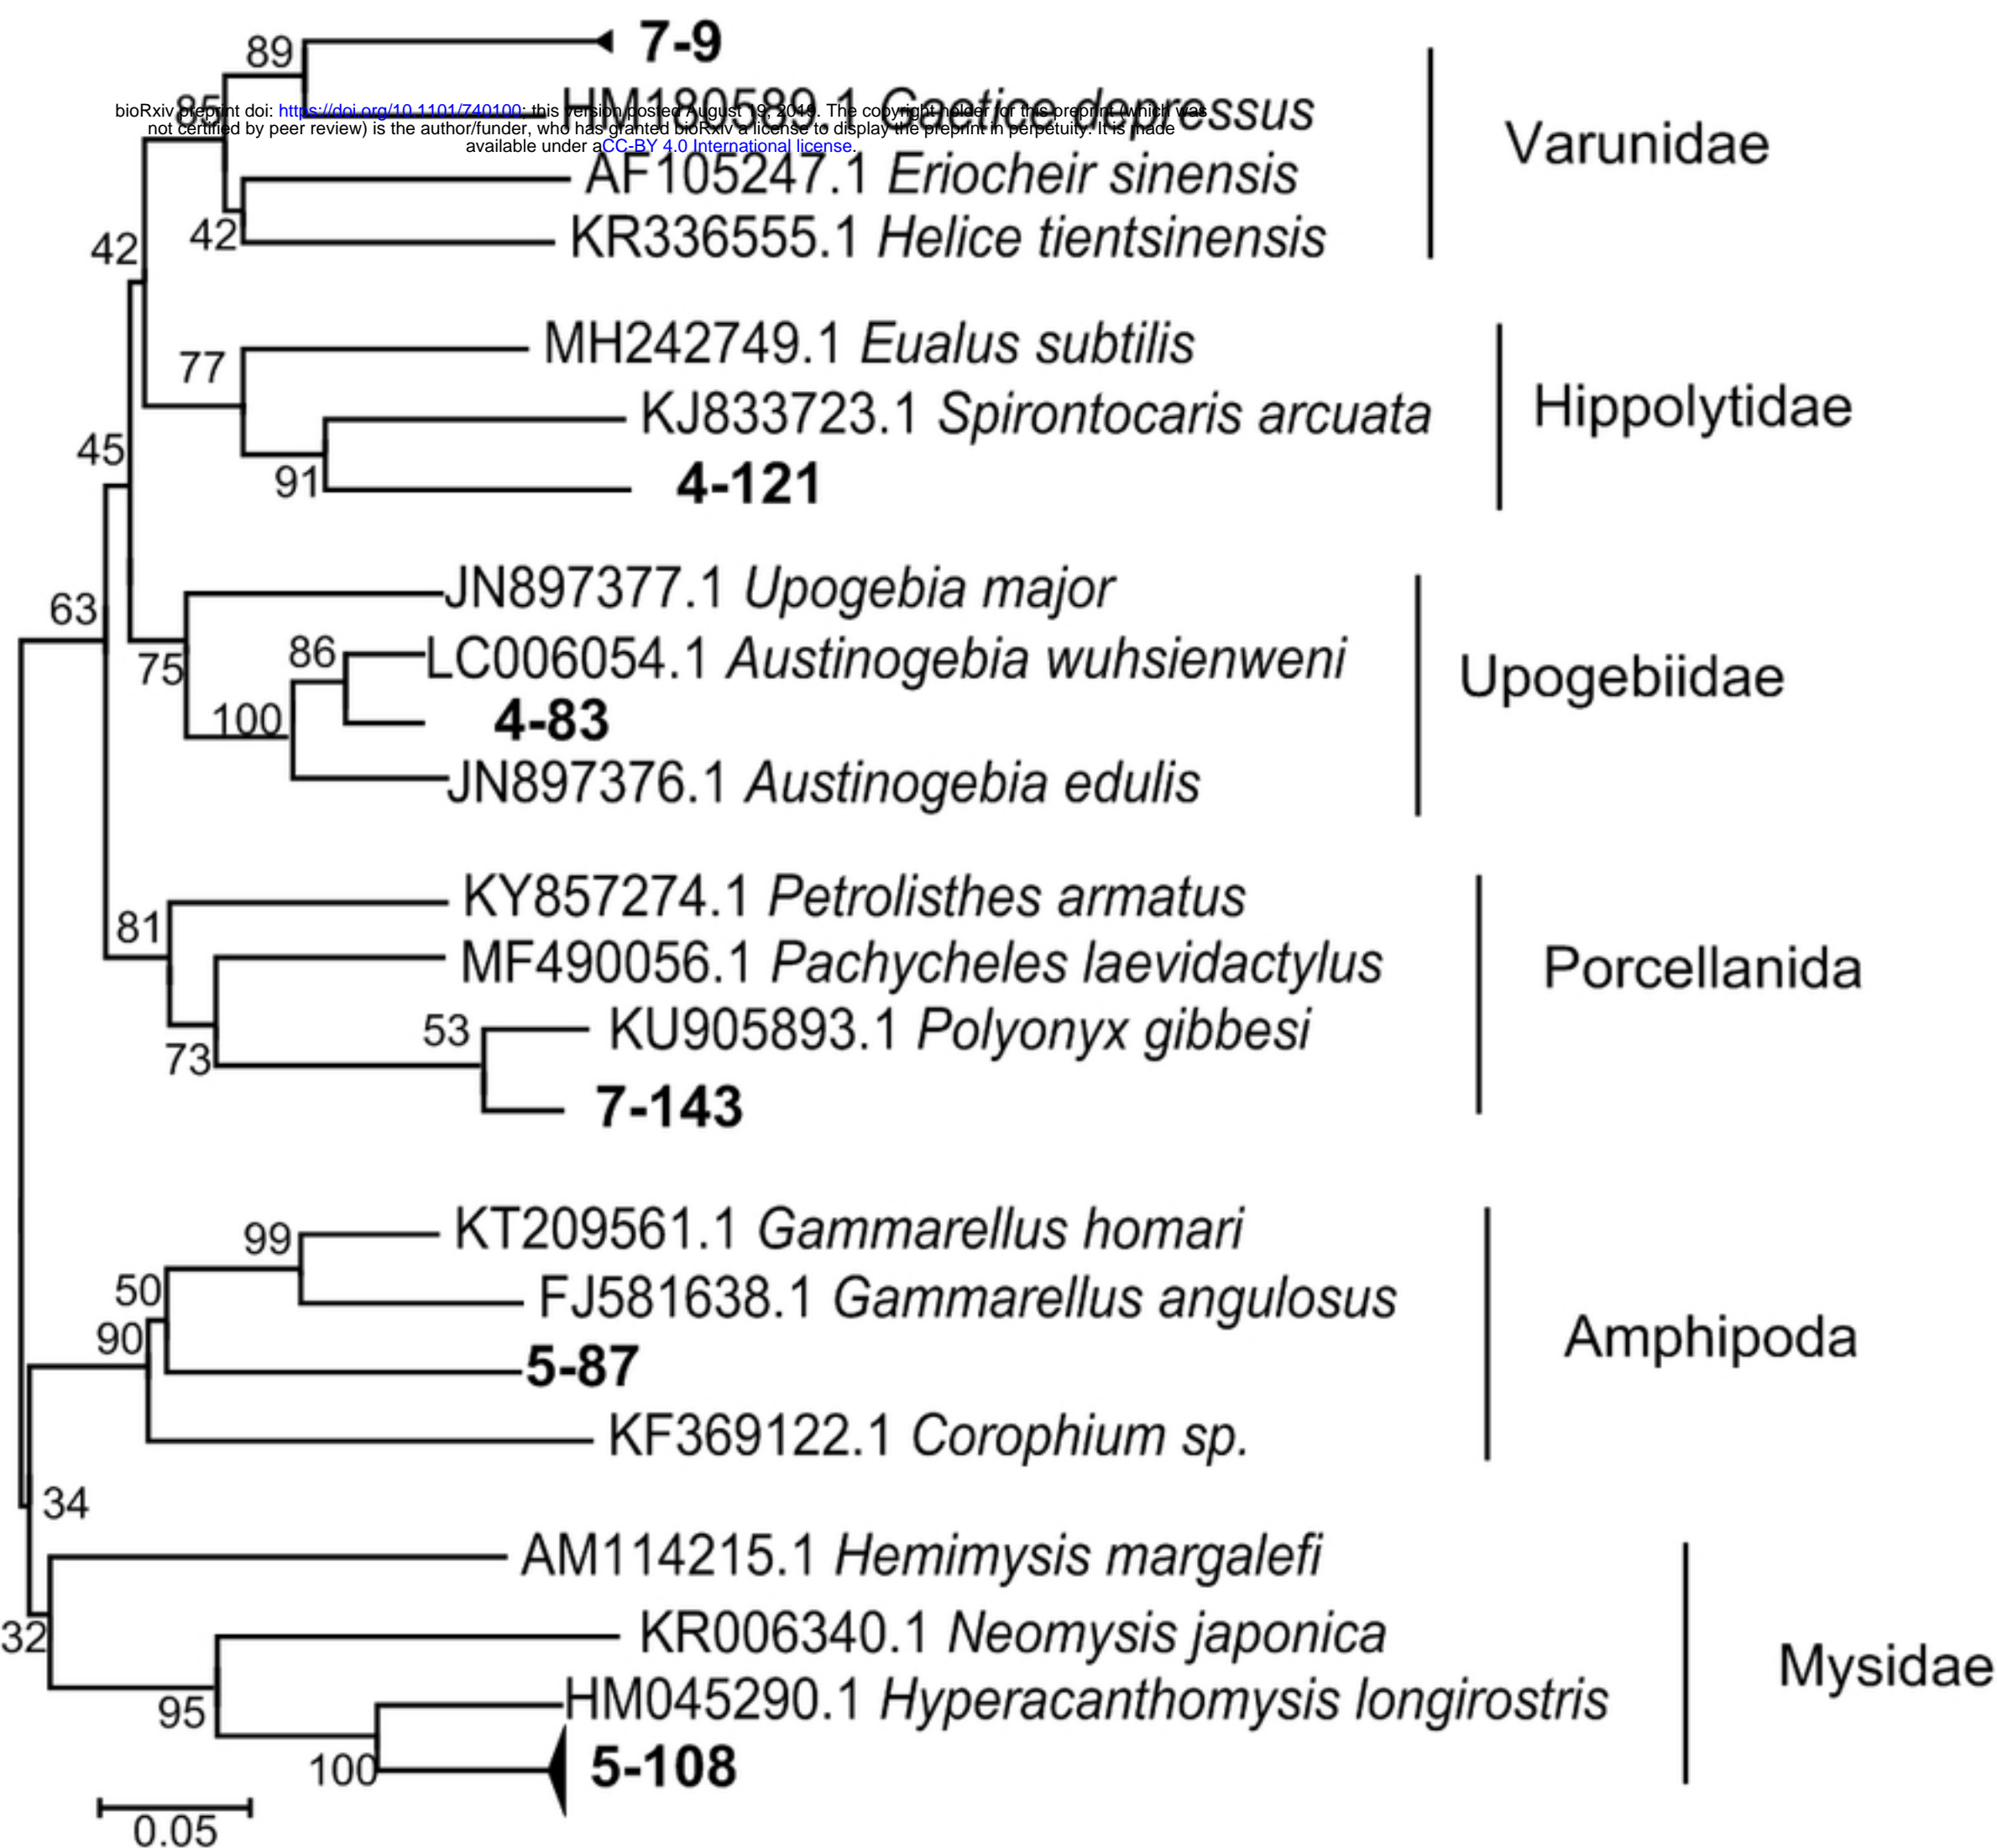 89
7-9
85
HM180589.1 Gaetice depressus
bioRxiv preprint doi: https://doi.org/10.1101/740100; this version posted August 19, 2019. The copyright holder for this preprint (which was
not certified by peer review) is the author/funder, who has granted bioRxiv a license to display the preprint in perpetuity. It is made
available under aCC-BY 4.0 International license.
Varunidae
AF105247.1 Eriocheir sinensis
42
42
KR336555.1 Helice tientsinensis
MH242749.1 Eualus subtilis
77
KJ833723.1 Spirontocaris arcuata
Hippolytidae
45
91
4-121
JN897377.1 Upogebia major
63
86
LC006054.1 Austinogebia wuhsienweni
75
Upogebiidae
100
4-83
JN897376.1 Austinogebia edulis
KY857274.1 Petrolisthes armatus
81
MF490056.1 Pachycheles laevidactylus
Porcellanida
53
KU905893.1 Polyonyx gibbesi
73
7-143
99
KT209561.1 Gammarellus homari
50
FJ581638.1 Gammarellus angulosus
90
Amphipoda
5-87
KF369122.1 Corophium sp.
34
AM114215.1 Hemimysis margalefi
32
KR006340.1 Neomysis japonica
Mysidae
95
HM045290.1 Hyperacanthomysis longirostris
100
5-108
0.05